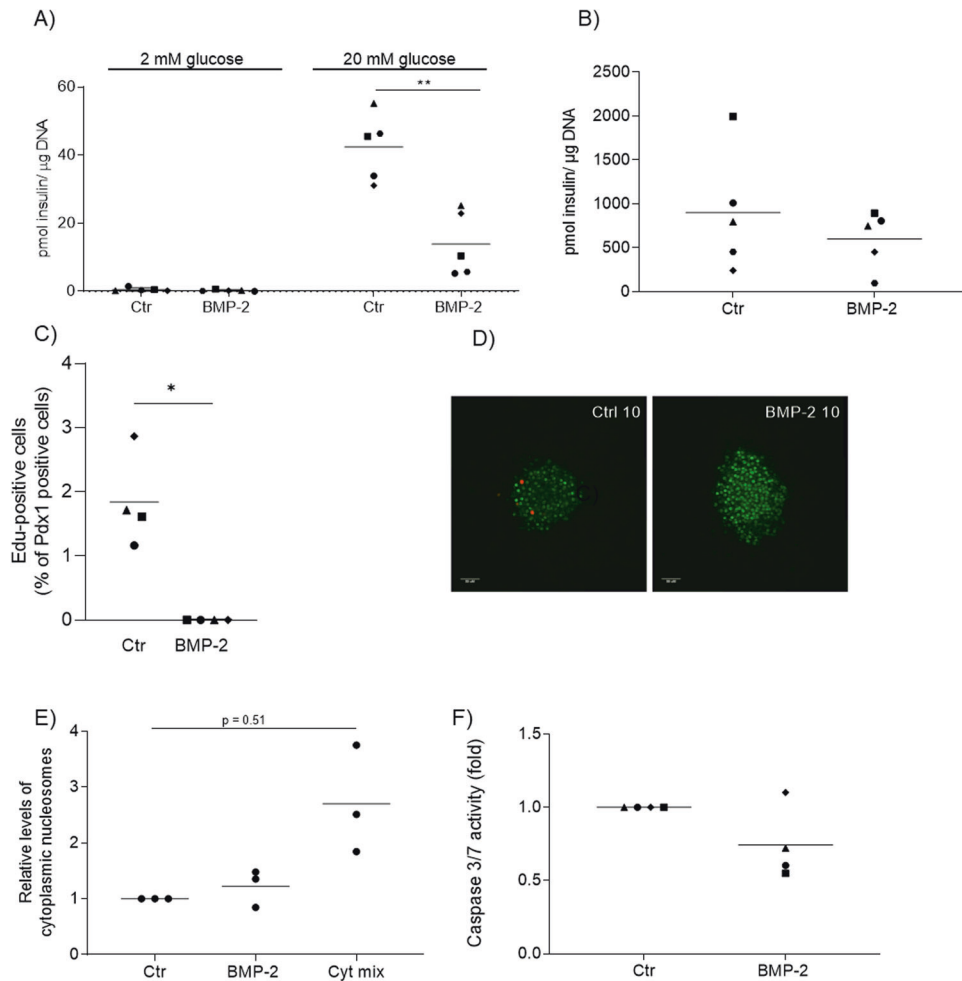 A)
2 mM glucose
20 mM glucose
**
60
40
20
0
pmol insulin/ µg DNA
Ctr
BMP-2
Ctr
BMP-2
B)
2500
2000
1500
1000
500
0
pmol insulin/ µg DNA
Ctr
BMP-2
C)
4
3
2
1
0
*
Edu-positive cells
(% of Pdx1 positive cells)
Ctr
BMP-2
D)
Ctrl 10
BMP-2 10
E)
p = 0.51
4
3
2
1
0
Relative levels of
cytoplasmic nucleosomes
Ctr
BMP-2
Cyt mix
F)
1.5
1.0
0.5
0.0
Caspase 3/7 activity (fold)
Ctr
BMP-2